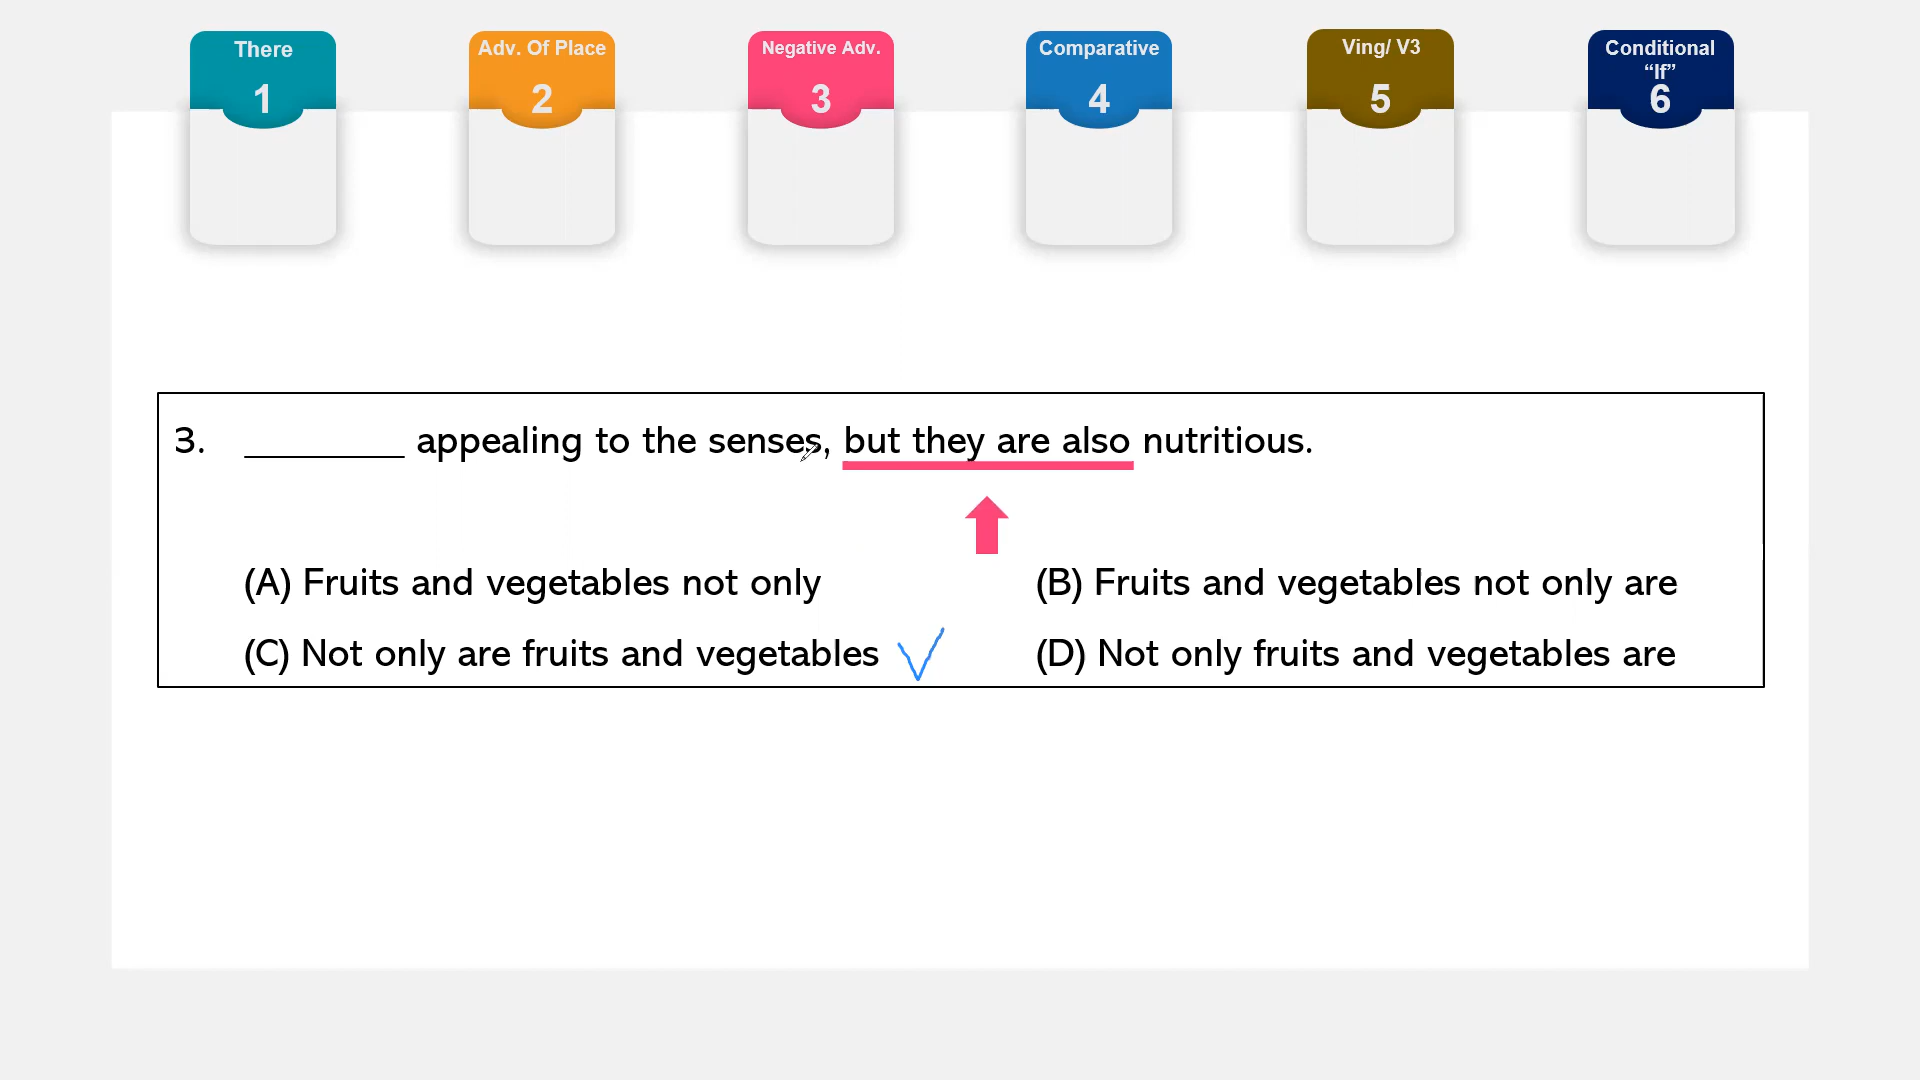 There
1
Adv. Of Place
2
Negative Adv.
3
Comparative
4
Ving/ V3
5
Conditional
“If”
6
3. ________ appealing to the senses, but they are also nutritious.
(A) Fruits and vegetables not only
(B) Fruits and vegetables not only are
(C) Not only are fruits and vegetables
(D) Not only fruits and vegetables are